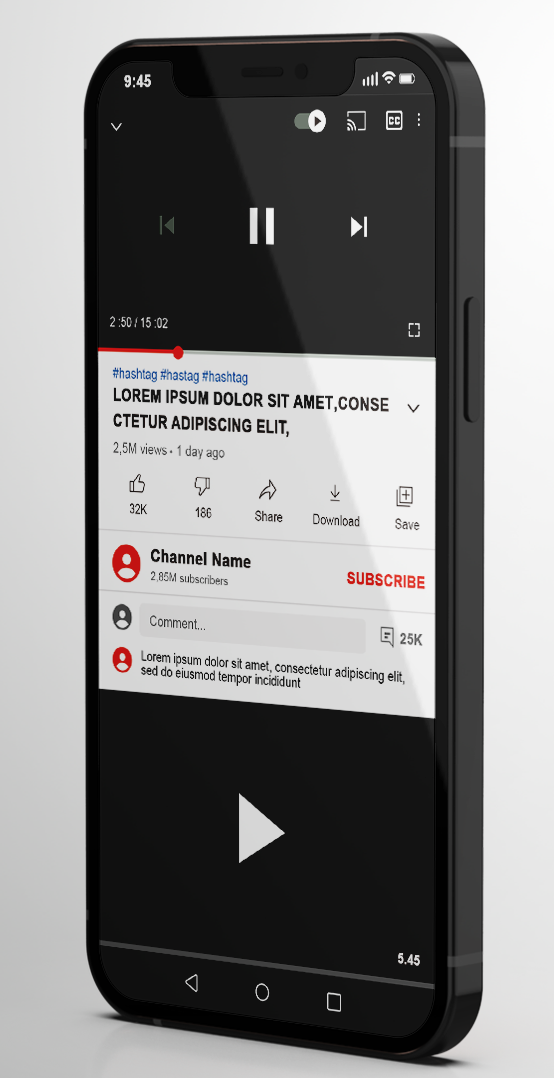 9:45
CC
2 :50 / 15 :02
#hashtag #hastag #hashtag
LOREM IPSUM DOLOR SIT AMET,CONSE
CTETUR ADIPISCING ELIT,
2,5M views • 1 day ago
32K 186 Share Download Save
Channel Name
2,85M subscribers
SUBSCRIBE
Comment...
25K
Lorem ipsum dolor sit amet, consectetur adipiscing elit,
sed do eiusmod tempor incididunt
5.45